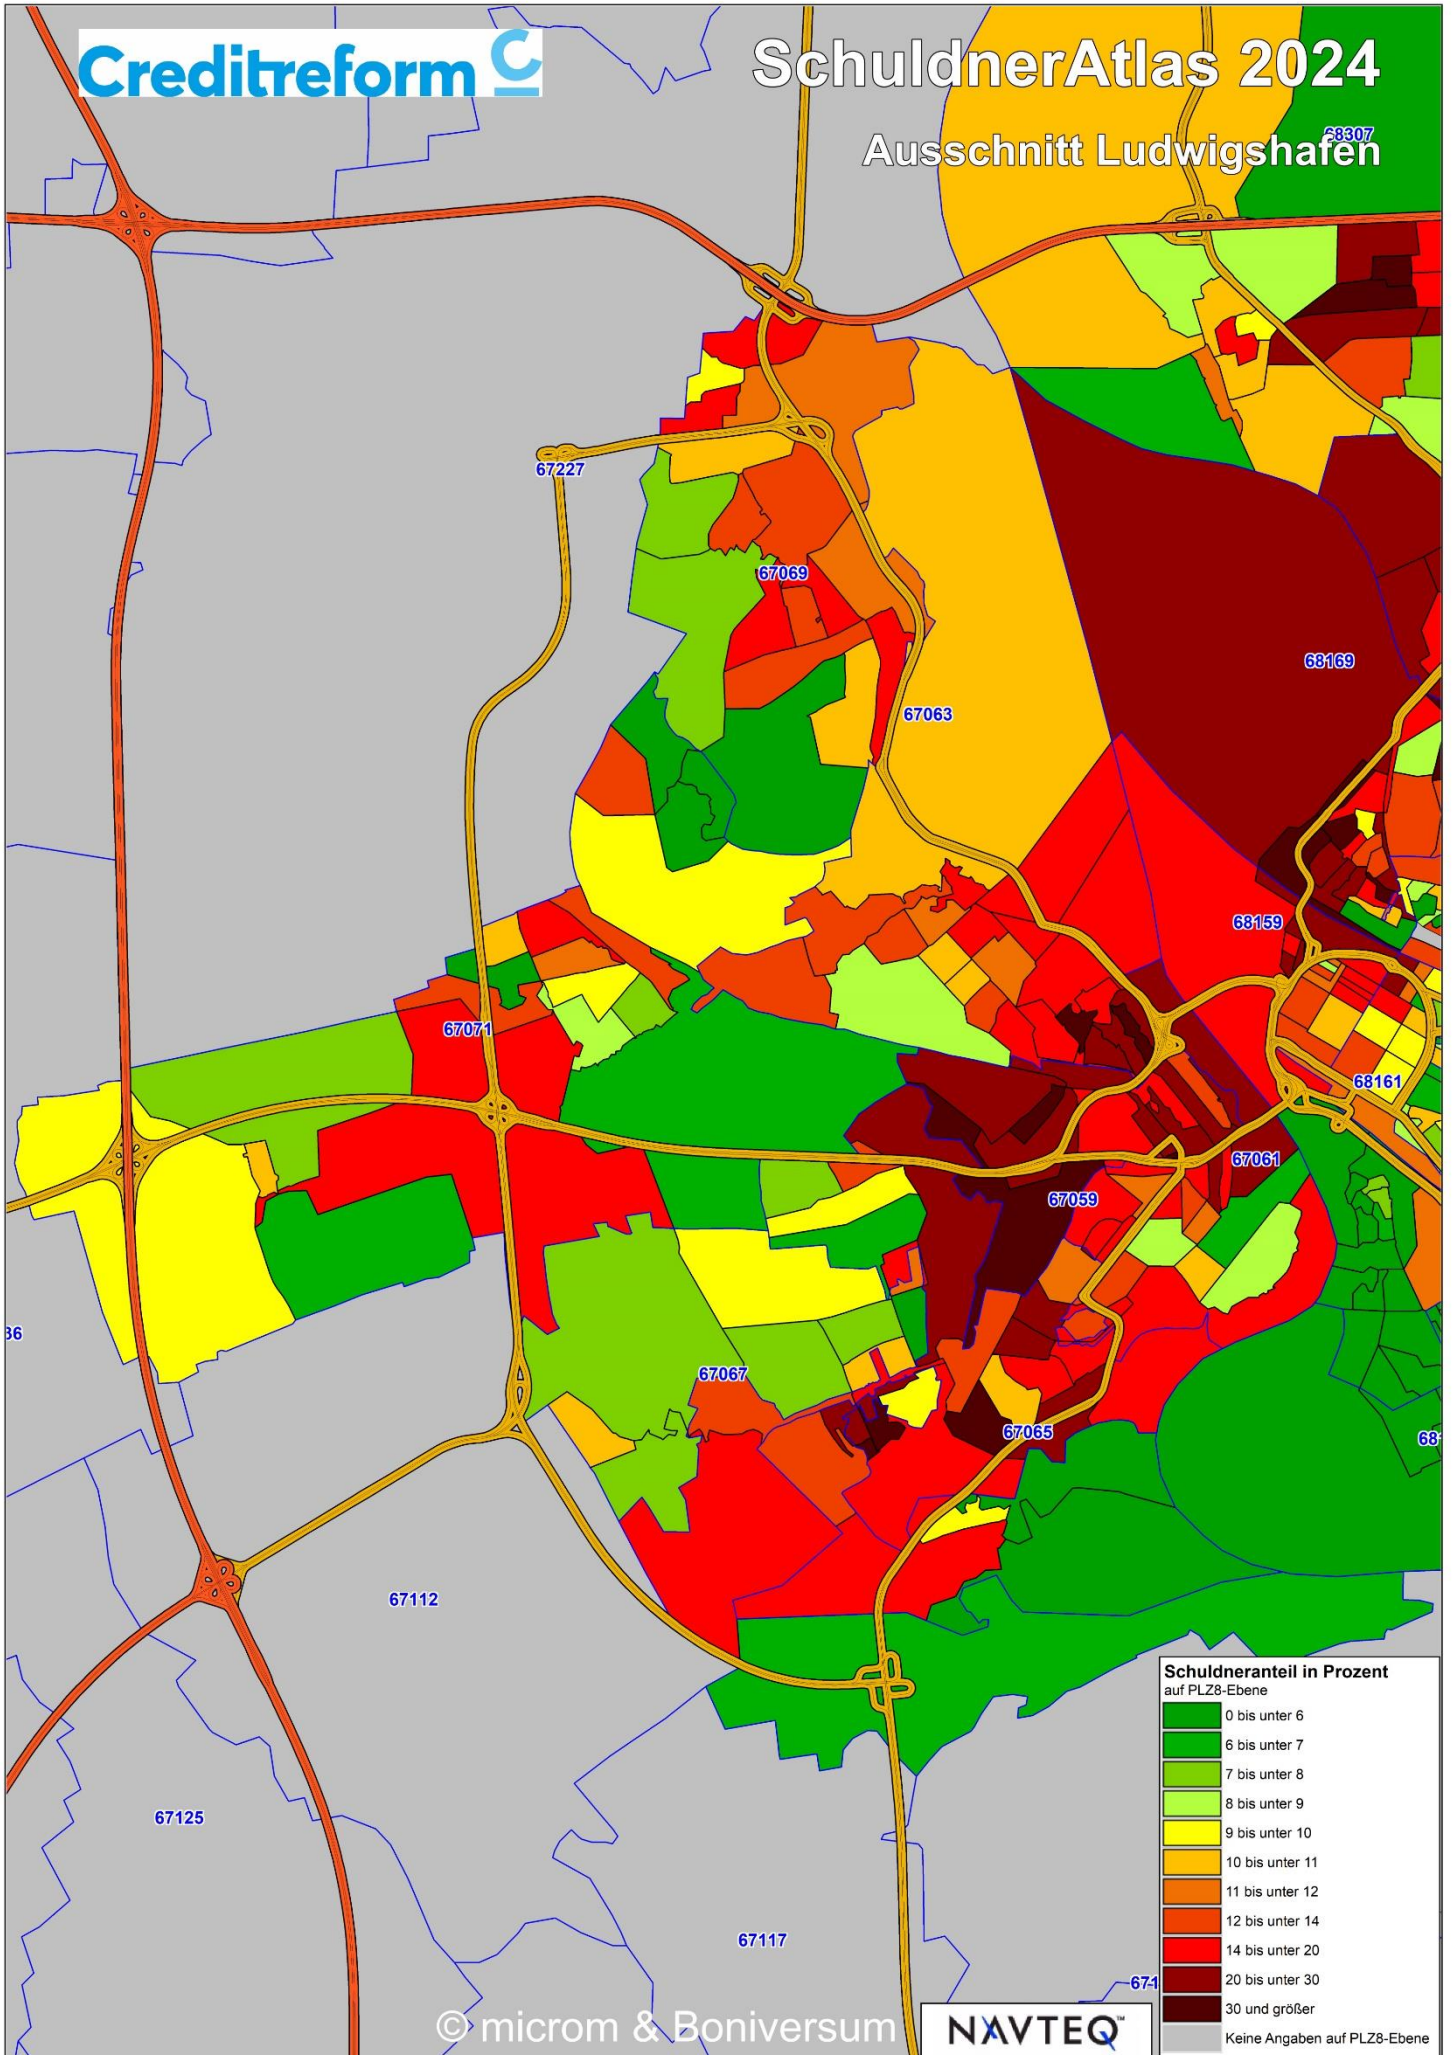 Creditreform C
SchuldnerAtlas 2024
Ausschnitt Ludwigshafen
68307
67227
67069
68169
67063
68159
67071
68161
67061
67059
36
67067
67065
68
67112
67125
67117
671
Schuldneranteil in Prozent
auf PLZ8-Ebene
0 bis unter 6
6 bis unter 7
7 bis unter 8
8 bis unter 9
9 bis unter 10
10 bis unter 11
11 bis unter 12
12 bis unter 14
14 bis unter 20
20 bis unter 30
30 und größer
Keine Angaben auf PLZ8-Ebene
© microm & Boniversum
NAVTEQ™